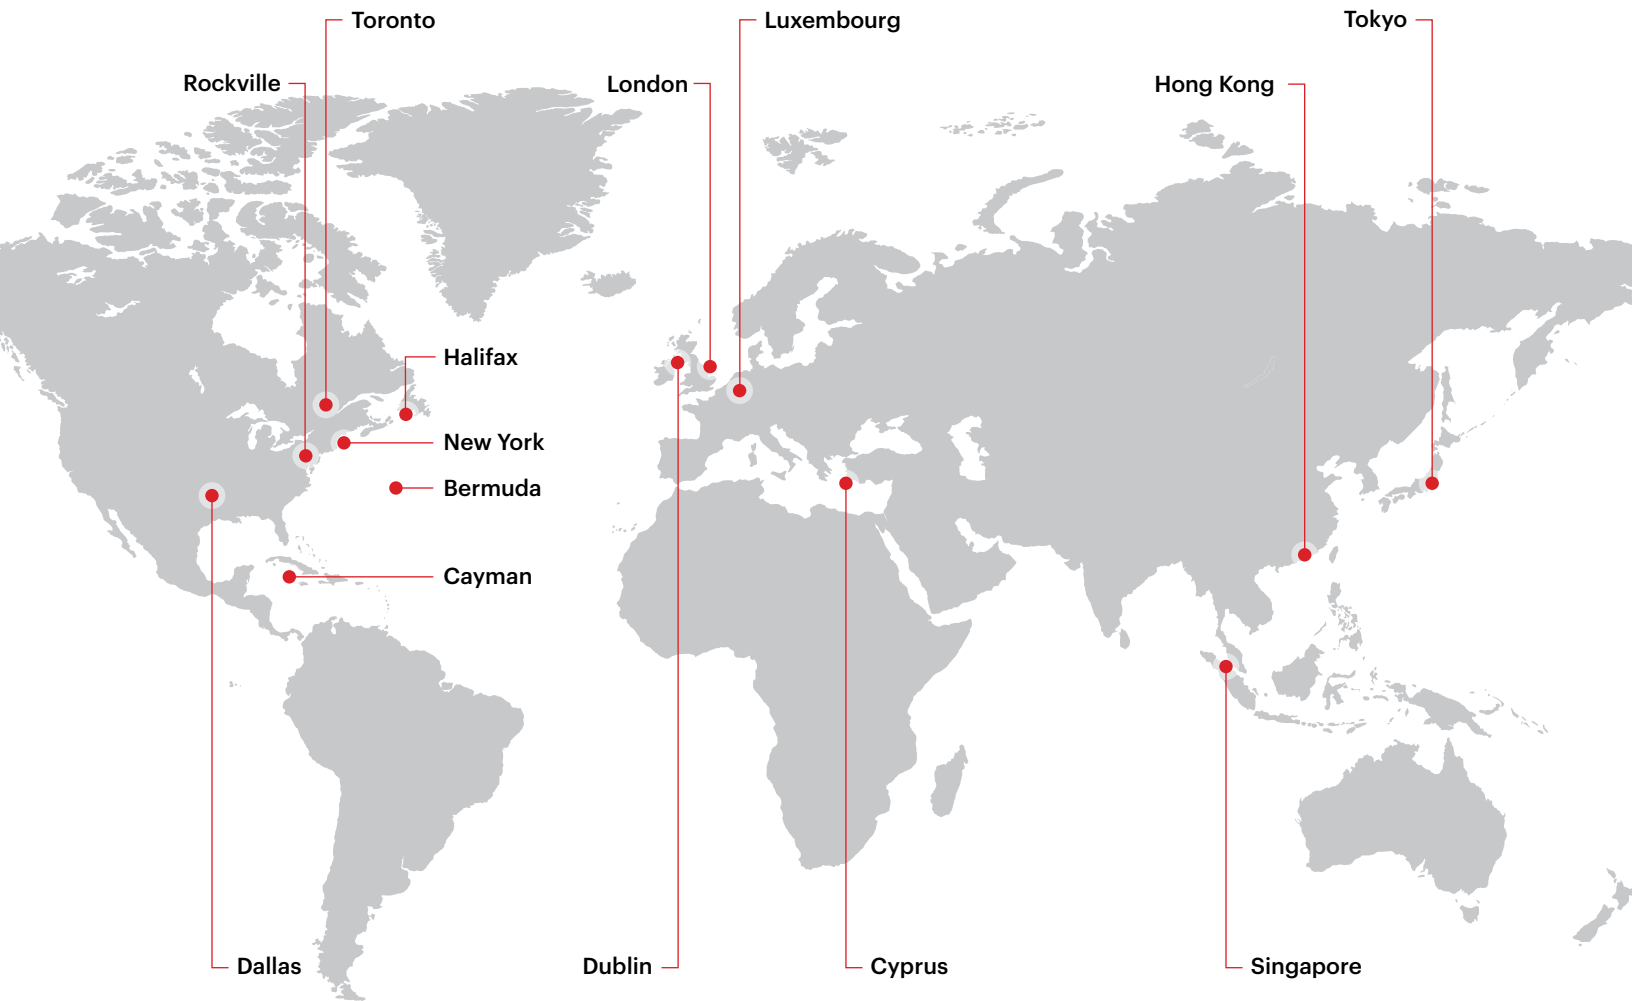 Toronto
Luxembourg
Tokyo
Rockville
London
Hong Kong
Halifax
New York
Bermuda
Cayman
Dallas
Dublin
Cyprus
Singapore